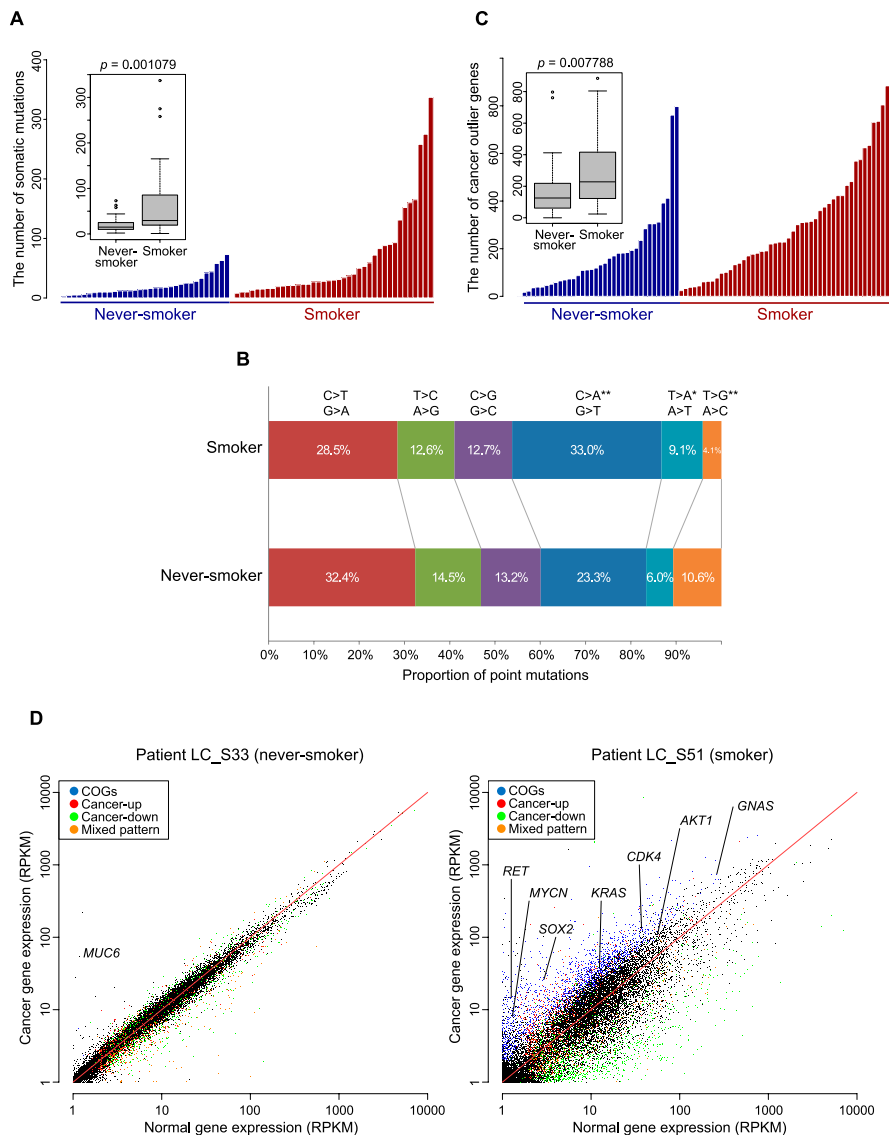 A
The number of somatic mutations
400
300
200
100
0
p = 0.001079
300
200
100
50
0
Never-smoker
Smoker
Never-smoker
Smoker
C
The number of cancer outlier genes
800
600
400
200
0
p = 0.007788
800
600
400
200
0
Never-smoker
Smoker
Never-smoker
Smoker
B
C>T T>C C>G C>A** T>A* T>G**
G>A A>G G>C G>T A>T A>C
Smoker
28.5% 12.6% 12.7% 33.0% 9.1% 4.1%
Never-smoker
32.4% 14.5% 13.2% 23.3% 6.0% 10.6%
0% 10% 20% 30% 40% 50% 60% 70% 80% 90%
Proportion of point mutations
D
Patient LC_S33 (never-smoker)
Cancer gene expression (RPKM)
10000
1000
100
10
1
COGs
Cancer-up
Cancer-down
Mixed pattern
MUC6
1 10 100 1000 10000
Normal gene expression (RPKM)
Patient LC_S51 (smoker)
Cancer gene expression (RPKM)
10000
1000
100
10
1
COGs
Cancer-up
Cancer-down
Mixed pattern
GNAS
AKT1
CDK4
RET
MYCN
KRAS
SOX2
1 10 100 1000 10000
Normal gene expression (RPKM)